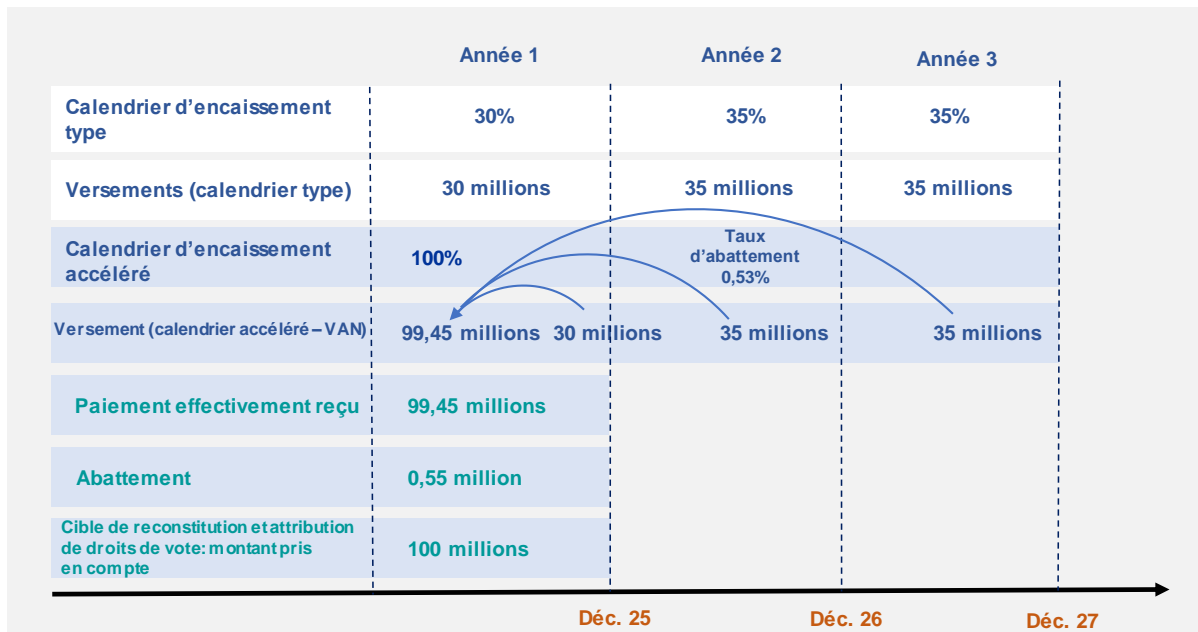 Année 1
Année 2
Année 3
Calendrier d'encaissement
type
30%
35%
35%
Versements (calendrier type)
30 millions
35 millions
35 millions
Calendrier d'encaissement
accéléré
100%
Taux
d'abattement
0,53%
Versement (calendrier accéléré – VAN)
99,45 millions
30 millions
35 millions
35 millions
Paiement effectivement reçu
99,45 millions
Abattement
0,55 million
Cible de reconstitution et attribution
de droits de vote: montant pris
en compte
100 millions
Déc. 25
Déc. 26
Déc. 27